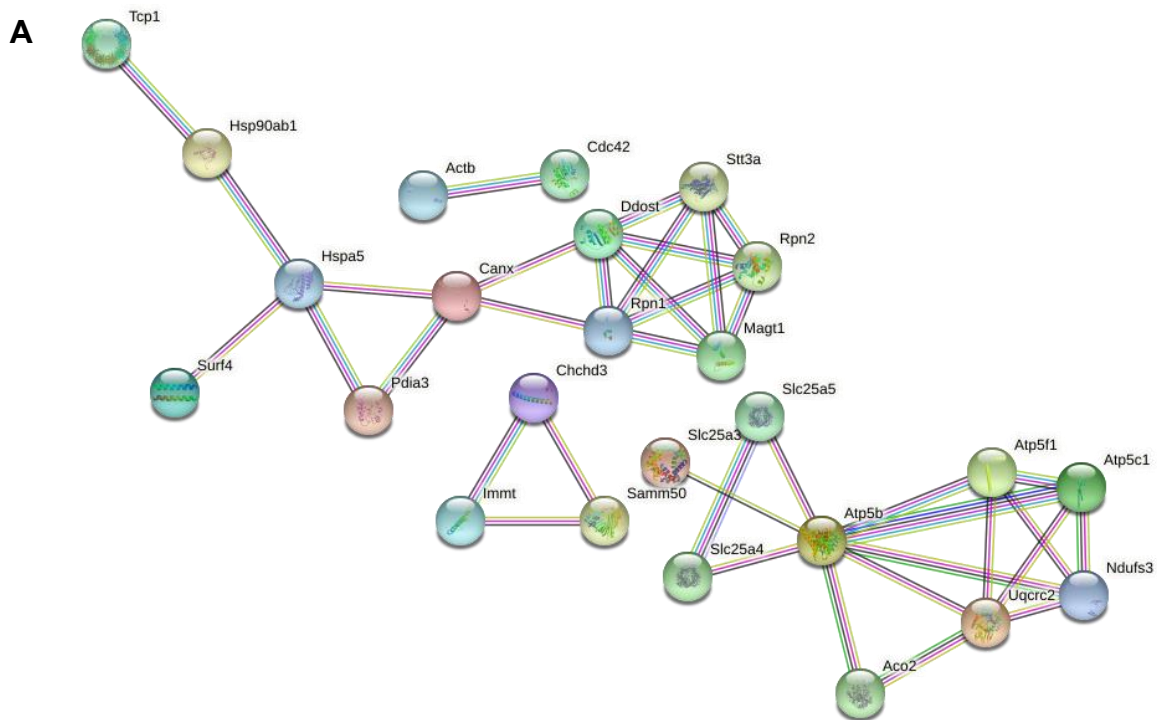 A
Tcp1
Hsp90ab1
Cdc42
Actb
Stt3a
Ddost
Rpn2
Hspa5
Canx
Rpn1
Magt1
Surf4
Pdia3
Chchd3
Slc25a5
Slc25a3
Atp5f1
Atp5c1
Immt
Samm50
Atp5b
Slc25a4
Ndufs3
Uqcrc2
Aco2